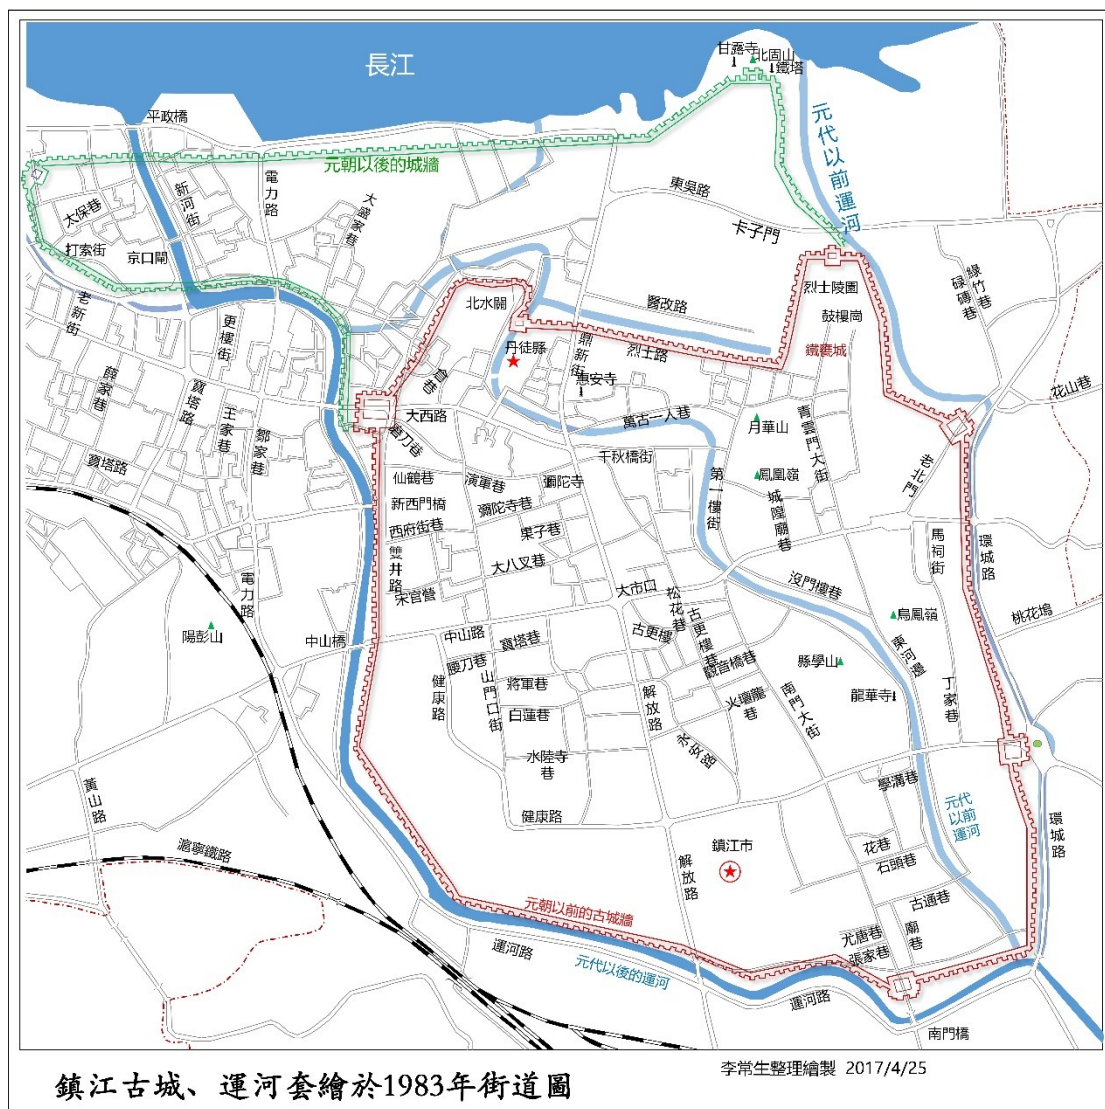 長江
甘露寺
北固山
鐵塔
平政橋
元朝以後的城牆
元代以前運河
電力路
大盛家巷
新河街
太保巷
打索街
京口閘
東吳路
卡子門
烈士陵園
綠竹巷
碌磚巷
老新街
更樓街
北水關
醫改路
鼓樓崗
丹徒縣
鼎新街
烈士路
鐵甕城
薛家巷
寶塔路
王家巷
鄒家巷
倉巷
惠安寺
花山巷
大西路
萬古一人巷
月華山
青雲門大街
磨刀巷
千秋橋街
老北門
寶塔路
仙鶴巷
演軍巷
彌陀寺
第一樓街
鳳凰嶺
新西門橋
彌陀寺巷
城隍廟巷
西府街巷
栗子巷
雙井路
大八叉巷
馬祠街
環城路
電力路
宋官營
大市口
松花巷
沒門樓巷
鳥鳳嶺
桃花塢
陽彭山
中山橋
中山路
寶塔巷
古更樓
古更樓巷
觀音橋巷
縣學山
東河邊
腰刀巷
山門口街
將軍巷
健康路
白蓮巷
解放路
火壇龍巷
南門大街
龍華寺
丁家巷
水陸寺巷
永安路
學溝巷
黃山路
健康路
元代以前運河
環城路
滬寧鐵路
鎮江市
解放路
花巷
石頭巷
元朝以前的古城牆
古通巷
運河路
元代以後的運河
尤唐巷
張家巷
廟巷
運河路
南門橋
鎮江古城、運河套繪於1983年街道圖
李常生整理繪製 2017/4/25